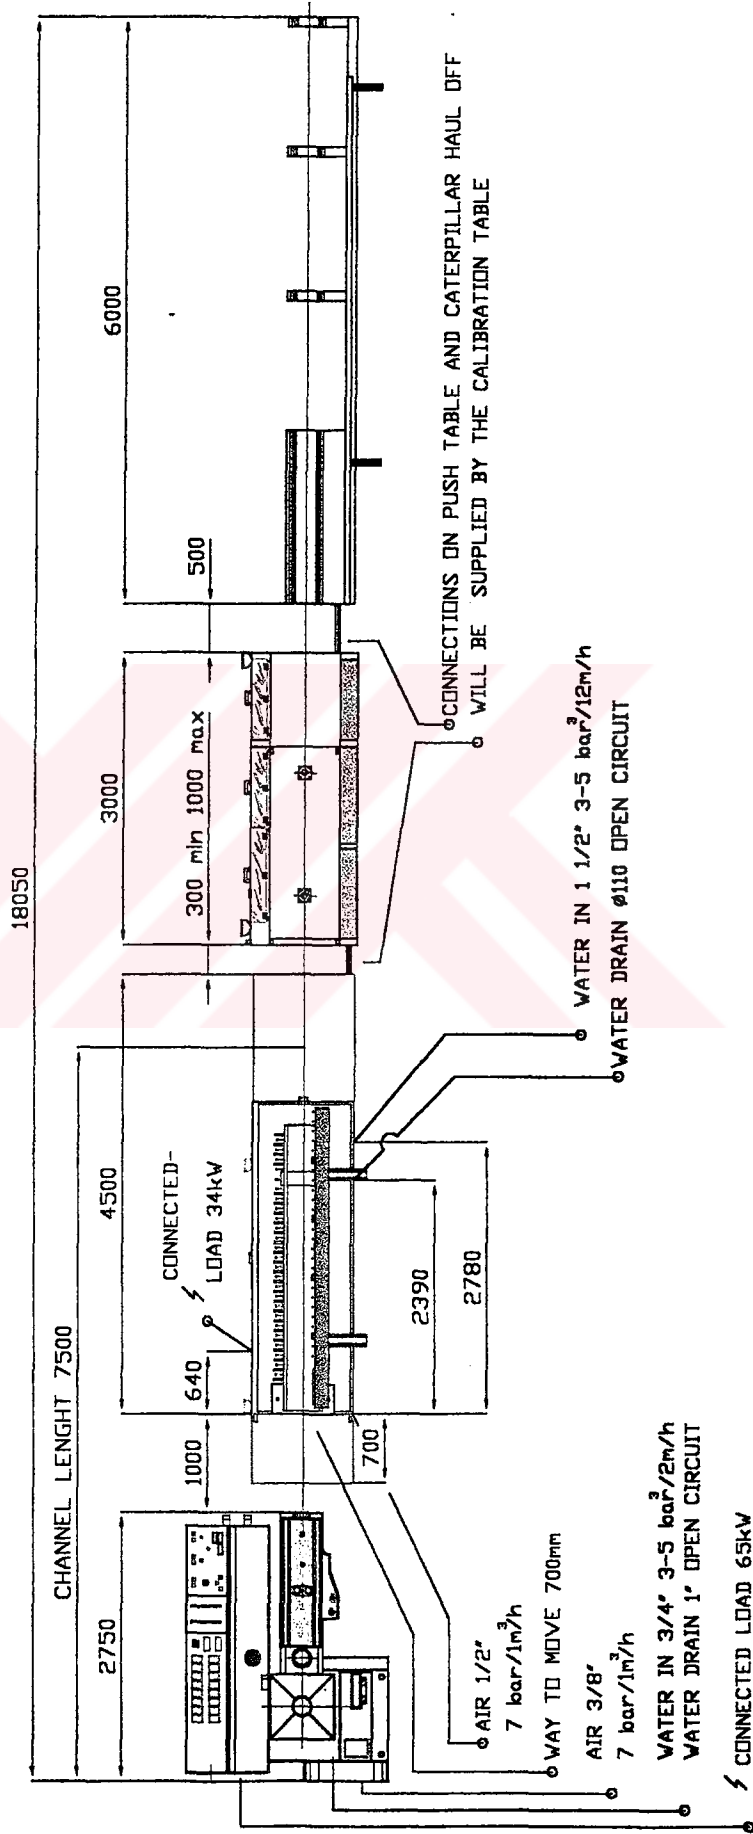 18050
CHANNEL LENGHT 7500
2750
1000
4500
3000
6000
640
300 min 1000 max
500
CONNECTED-
LOAD 34kW
700
2390
2780
CONNECTIONS ON PUSH TABLE AND CATERPILLAR HAUL OFF
WILL BE SUPPLIED BY THE CALIBRATION TABLE
WATER IN 1 1/2" 3-5 bar/12m³/h
WATER DRAIN ø110 OPEN CIRCUIT
AIR 1/2"
7 bar/1m³/h
WAY TO MOVE 700mm
AIR 3/8"
7 bar/1m³/h
WATER IN 3/4" 3-5 bar/2m³/h
WATER DRAIN 1" OPEN CIRCUIT
CONNECTED LOAD 65kW